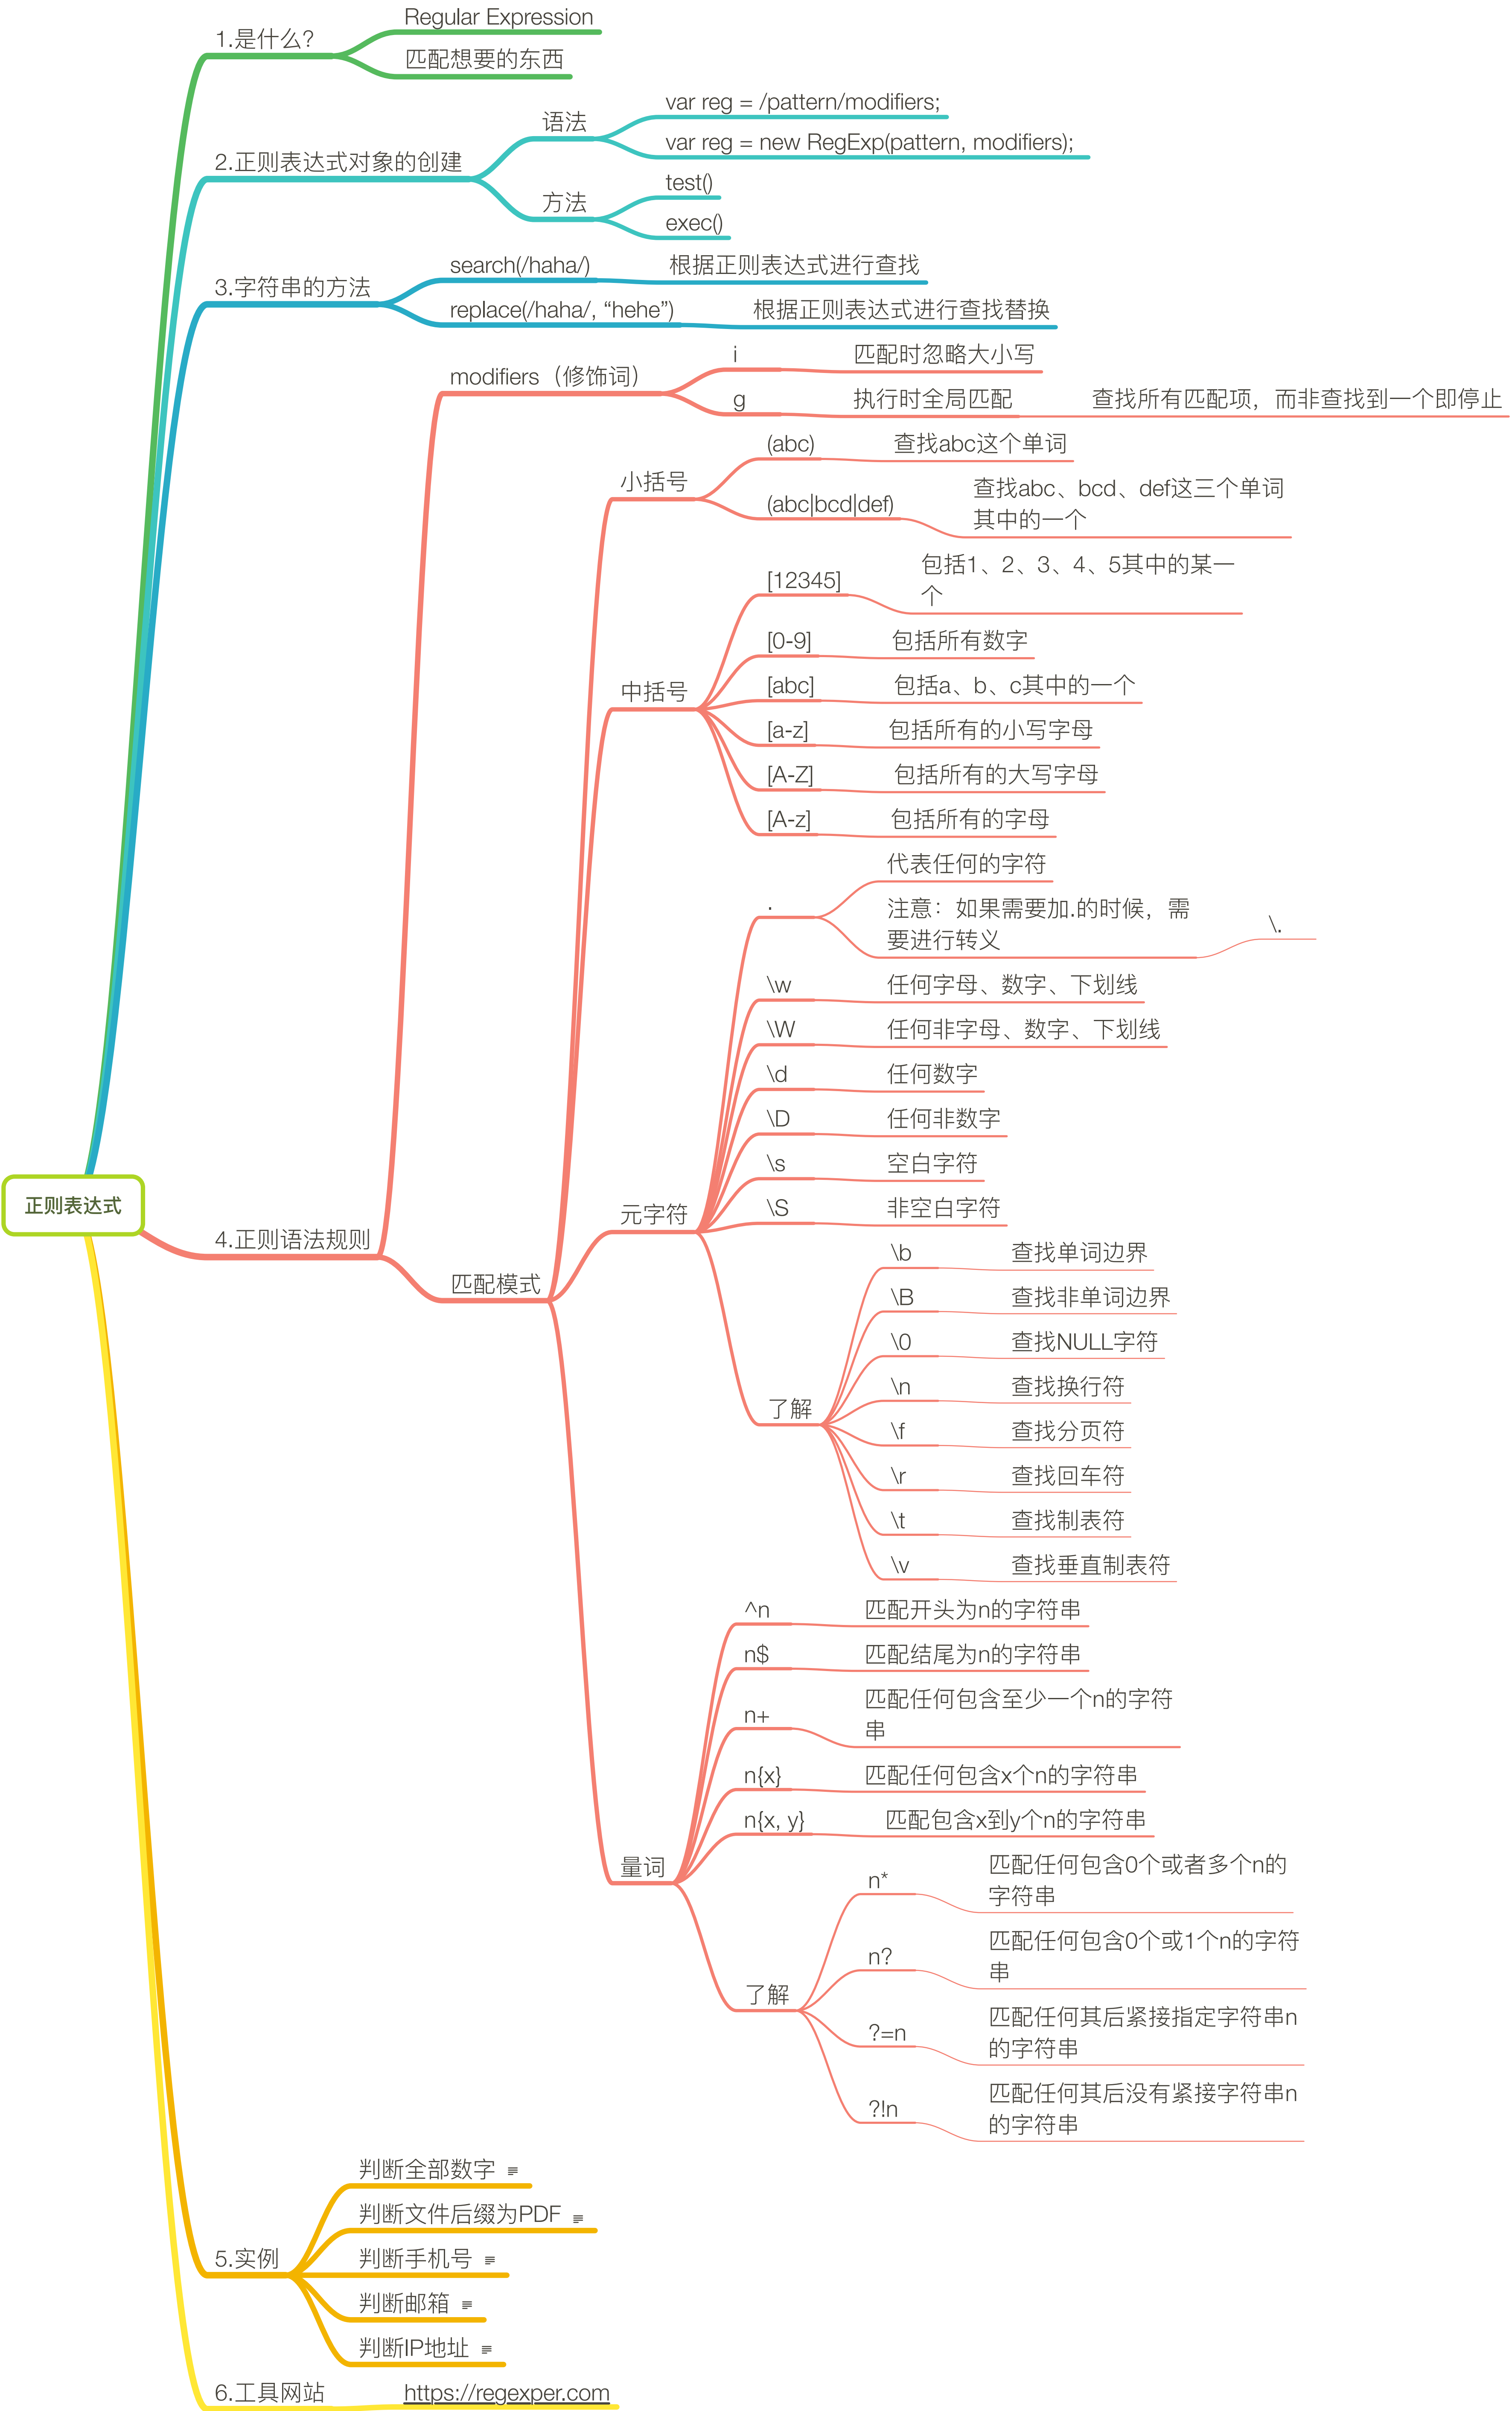 正则表达式
1.是什么？
Regular Expression
匹配想要的东西
2.正则表达式对象的创建
语法
var reg = /pattern/modifiers;
var reg = new RegExp(pattern, modifiers);
方法
test()
exec()
3.字符串的方法
search(/haha/)
根据正则表达式进行查找
replace(/haha/, “hehe”)
根据正则表达式进行查找替换
4.正则语法规则
modifiers（修饰词）
i
匹配时忽略大小写
g
执行时全局匹配
查找所有匹配项，而非查找到一个即停止
匹配模式
小括号
(abc)
查找abc这个单词
(abc|bcd|def)
查找abc、bcd、def这三个单词
其中的一个
中括号
[12345]
包括1、2、3、4、5其中的某一
个
[0-9]
包括所有数字
[abc]
包括a、b、c其中的一个
[a-z]
包括所有的小写字母
[A-Z]
包括所有的大写字母
[A-z]
包括所有的字母
元字符
.
代表任何的字符
注意：如果需要加.的时候，需
要进行转义
\.
\w
任何字母、数字、下划线
\W
任何非字母、数字、下划线
\d
任何数字
\D
任何非数字
\s
空白字符
\S
非空白字符
了解
\b
查找单词边界
\B
查找非单词边界
\0
查找NULL字符
\n
查找换行符
\f
查找分页符
\r
查找回车符
\t
查找制表符
\v
查找垂直制表符
量词
^n
匹配开头为n的字符串
n$
匹配结尾为n的字符串
n+
匹配任何包含至少一个n的字符
串
n{x}
匹配任何包含x个n的字符串
n{x, y}
匹配包含x到y个n的字符串
了解
n*
匹配任何包含0个或者多个n的
字符串
n?
匹配任何包含0个或1个n的字符
串
?=n
匹配任何其后紧接指定字符串n
的字符串
?!n
匹配任何其后没有紧接字符串n
的字符串
5.实例
判断全部数字
判断文件后缀为PDF
判断手机号
判断邮箱
判断IP地址
6.工具网站
https://regexper.com